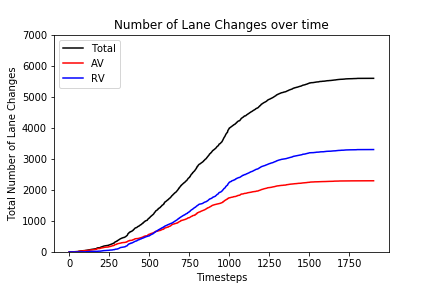 Number of Lane Changes over time
Total Number of Lane Changes
7000
6000
5000
4000
3000
2000
1000
0
Total
AV
RV
0 250 500 750 1000 1250 1500 1750
Timesteps